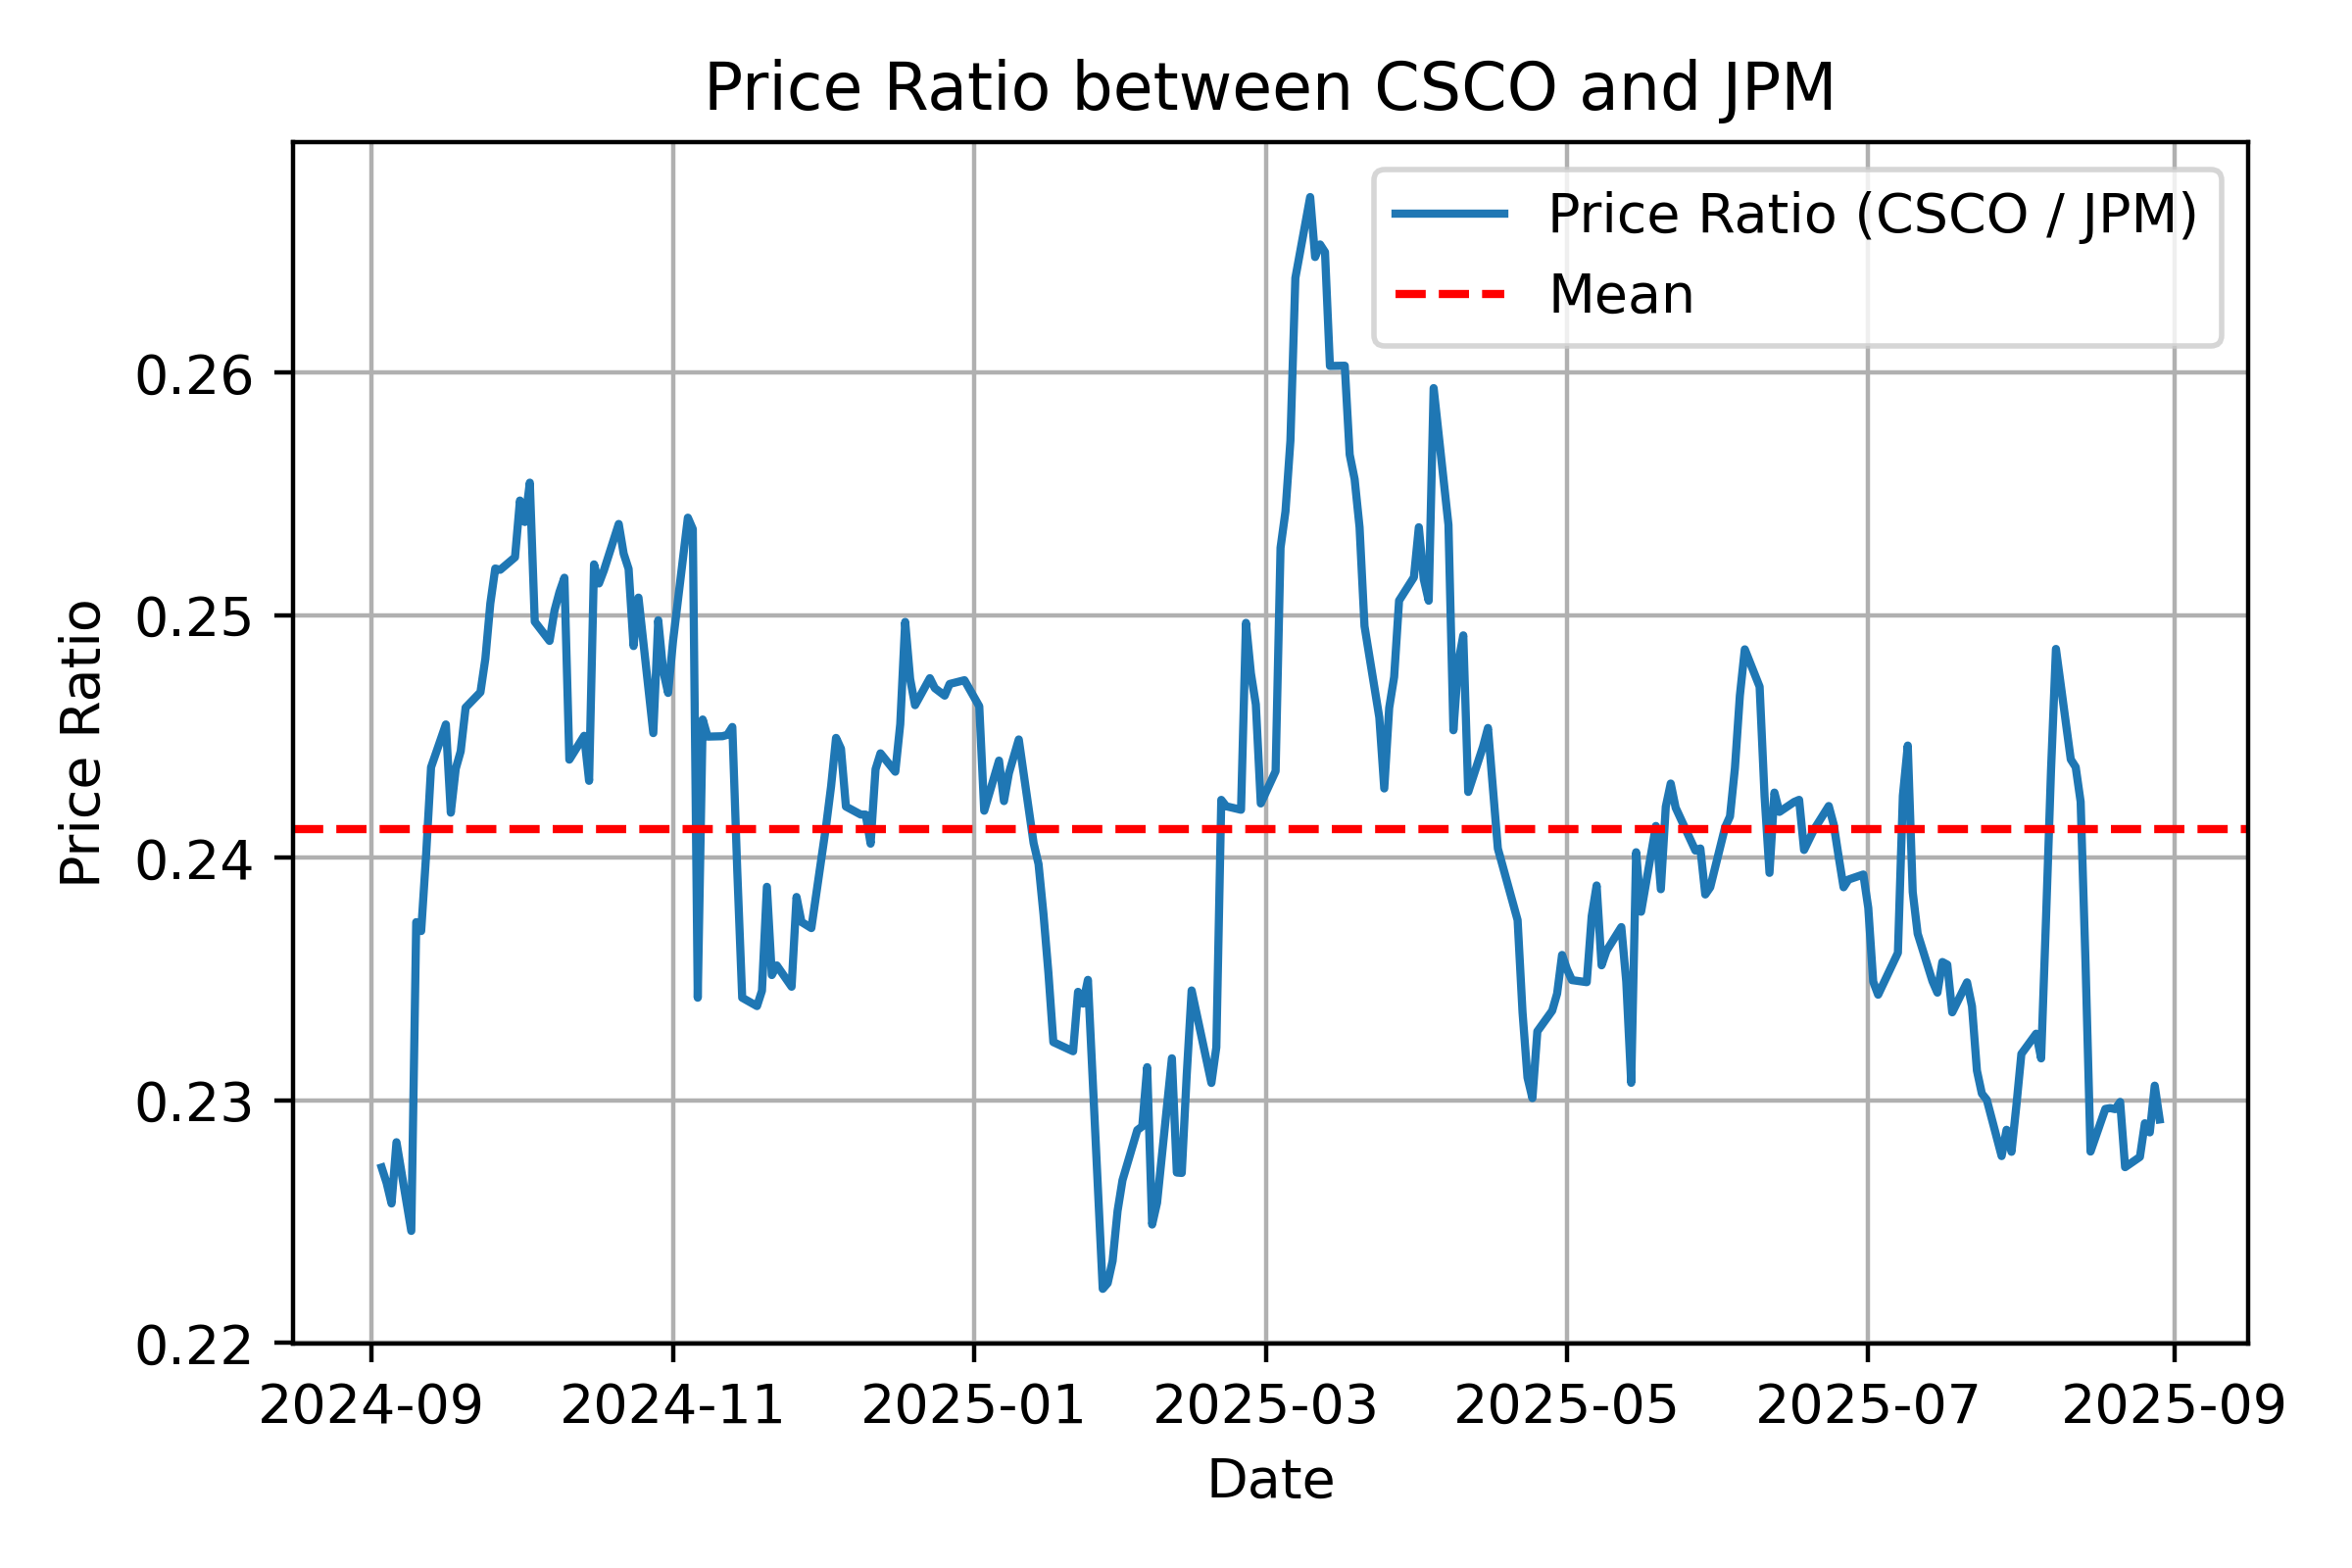 Price Ratio between CSCO and JPM
Price Ratio (CSCO / JPM)
Mean
Price Ratio
0.26
0.25
0.24
0.23
0.22
2024-09 2024-11 2025-01 2025-03 2025-05 2025-07 2025-09
Date